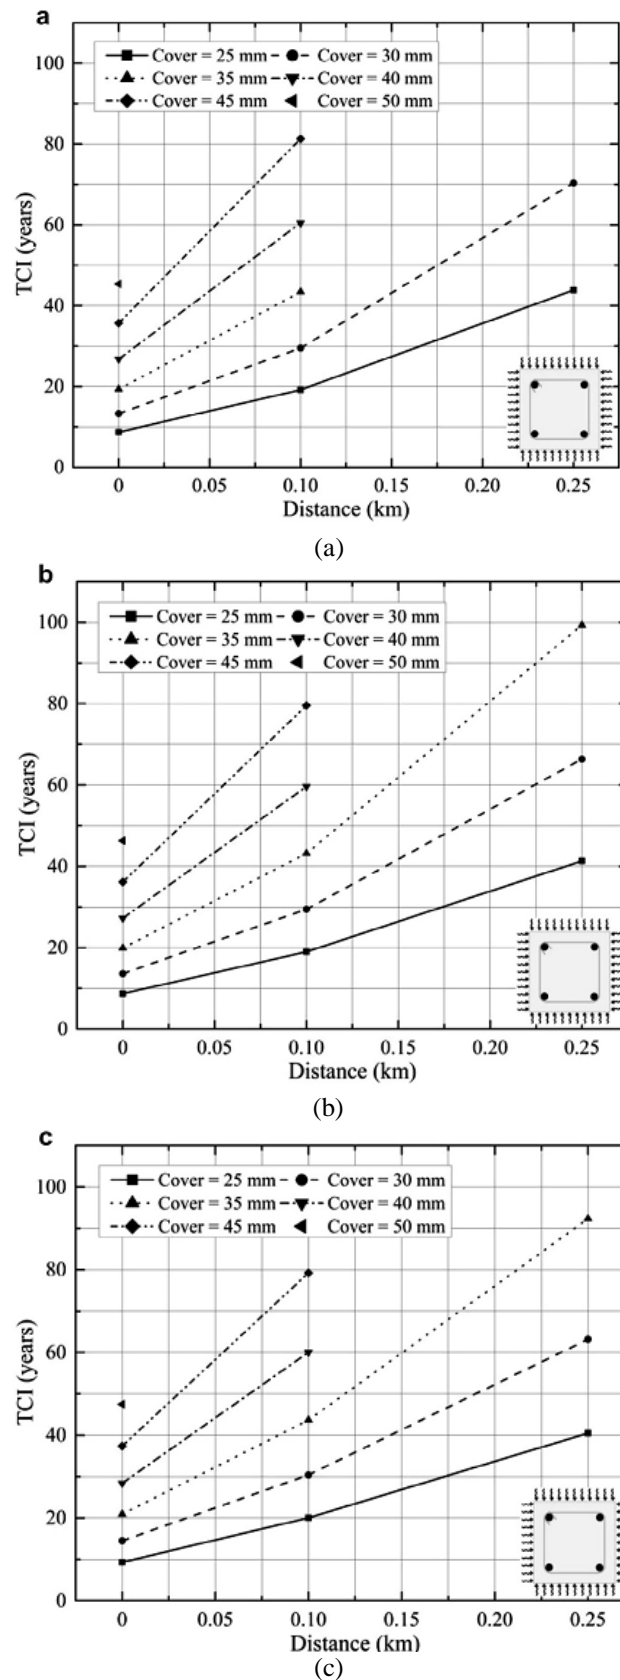 a
100
80
60
40
20
0
TCI (years)
Cover = 25 mm Cover = 30 mm
Cover = 35 mm Cover = 40 mm
Cover = 45 mm Cover = 50 mm
0 0.05 0.10 0.15 0.20 0.25
Distance (km)
(a)
b
100
80
60
40
20
0
TCI (years)
Cover = 25 mm Cover = 30 mm
Cover = 35 mm Cover = 40 mm
Cover = 45 mm Cover = 50 mm
0 0.05 0.10 0.15 0.20 0.25
Distance (km)
(b)
c
100
80
60
40
20
0
TCI (years)
Cover = 25 mm Cover = 30 mm
Cover = 35 mm Cover = 40 mm
Cover = 45 mm Cover = 50 mm
0 0.05 0.10 0.15 0.20 0.25
Distance (km)
(c)